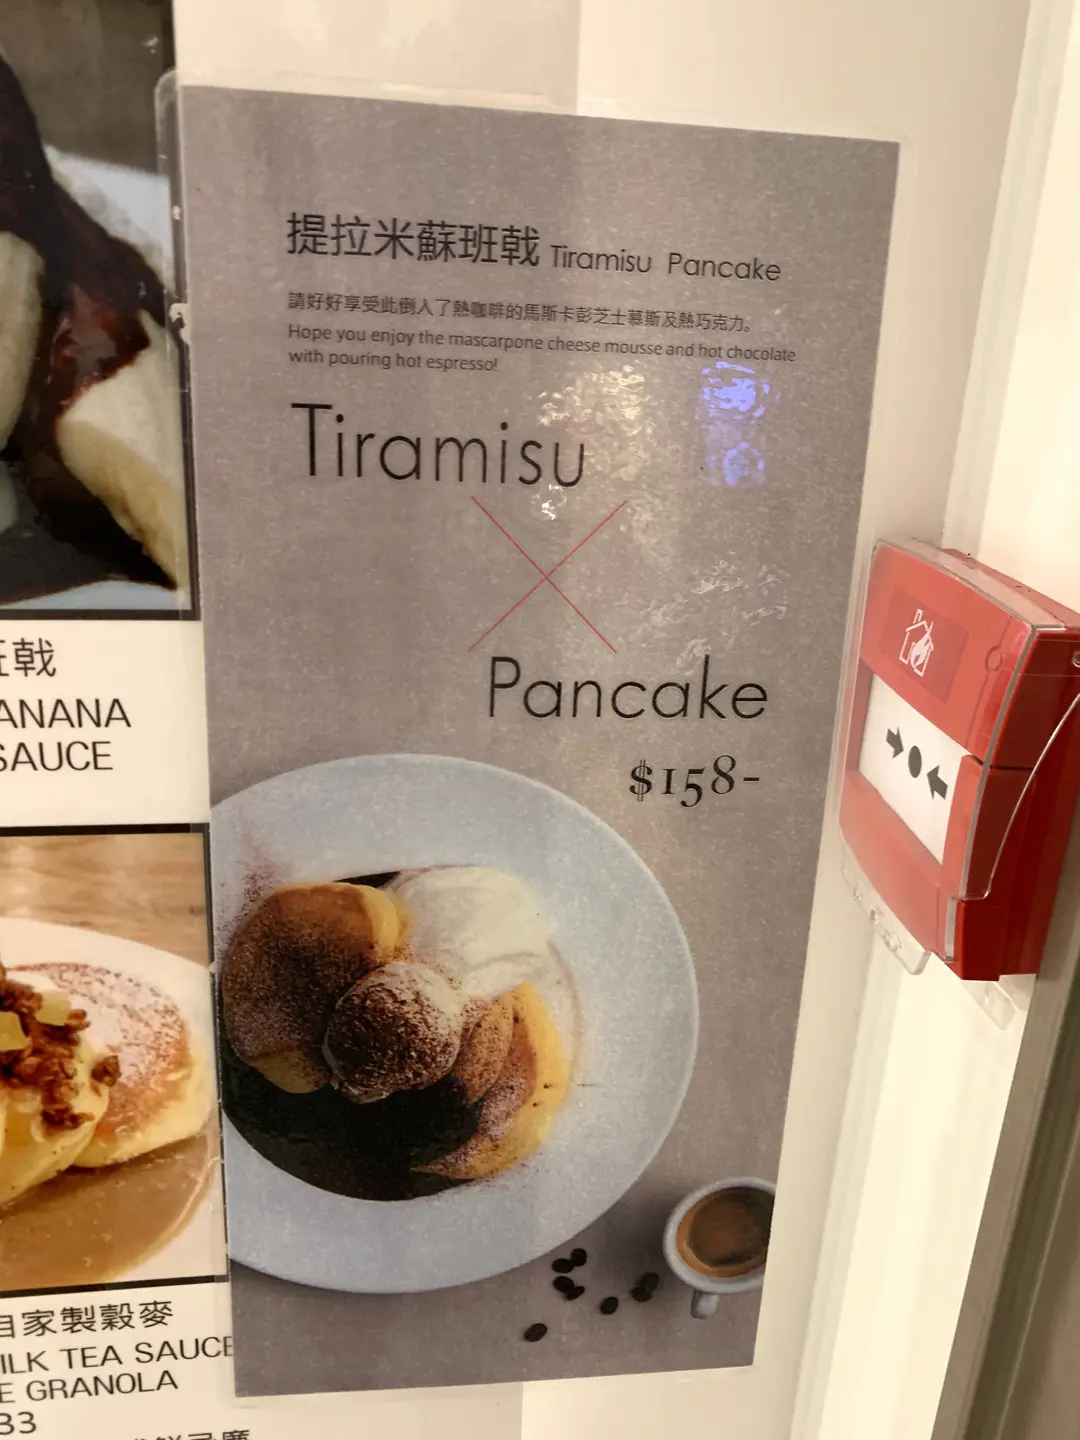 提拉米蘇班戟 Tiramisu Pancake
請好好享受此倒入了熱咖啡的馬斯卡彭芝士慕斯及熱巧克力。
Hope you enjoy the mascarpone cheese mousse and hot chocolate
with pouring hot espresso!
Tiramisu
Pancake
$158-
班戟
ANANA
SAUCE
自家製穀麥
ILK TEA SAUCE
E GRANOLA
33